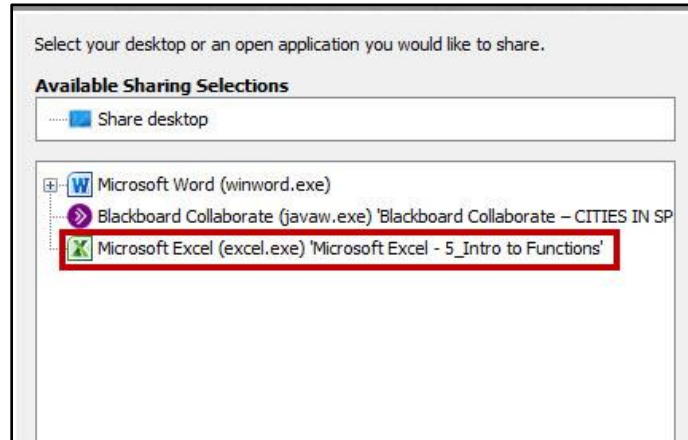 Select your desktop or an open application you would like to share.
Available Sharing Selections
Share desktop
Microsoft Word (winword.exe)
Blackboard Collaborate (javaw.exe) 'Blackboard Collaborate – CITIES IN SP
Microsoft Excel (excel.exe) 'Microsoft Excel - 5_Intro to Functions'